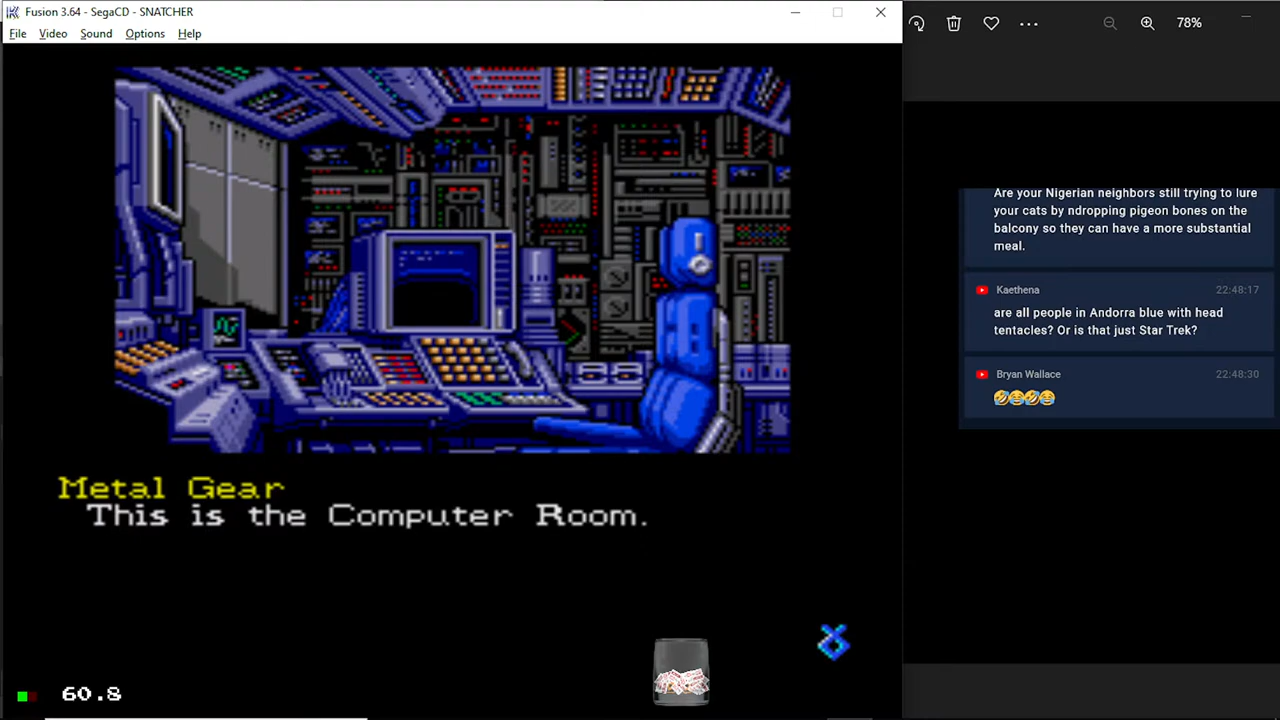 Fusion 3.64 - SegaCD - SNATCHER
File Video Sound Options Help
78%
Are your Nigerian neighbors still trying to lure
your cats by ndropping pigeon bones on the
balcony so they can have a more substantial
meal.
Kaethena 22:48:17
are all people in Andorra blue with head
tentacles? Or is that just Star Trek?
Bryan Wallace 22:48:30
🤣😂🤣😂
Metal Gear
This is the Computer Room.
60.8